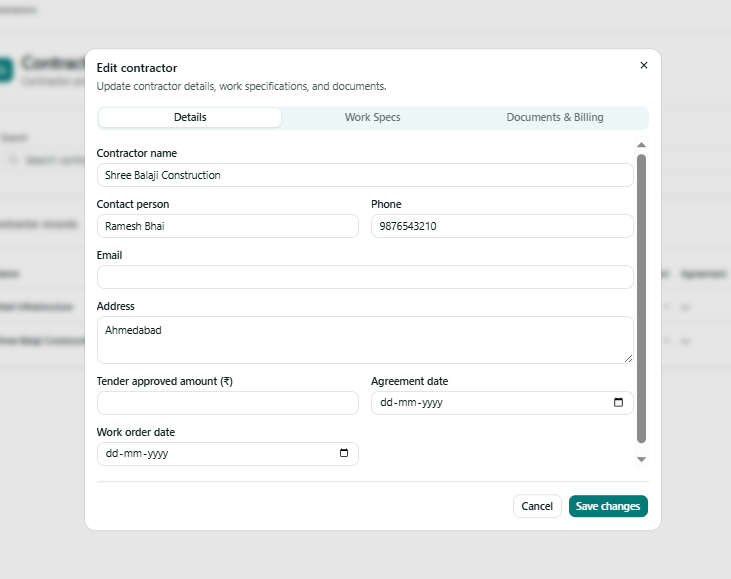 Edit contractor
Update contractor details, work specifications, and documents.
Details
Work Specs
Documents & Billing
Contractor name
Shree Balaji Construction
Contact person
Phone
Ramesh Bhai
9876543210
Email
Address
Ahmedabad
Tender approved amount (₹)
Agreement date
dd-mm-yyyy
Work order date
dd-mm-yyyy
Cancel
Save changes